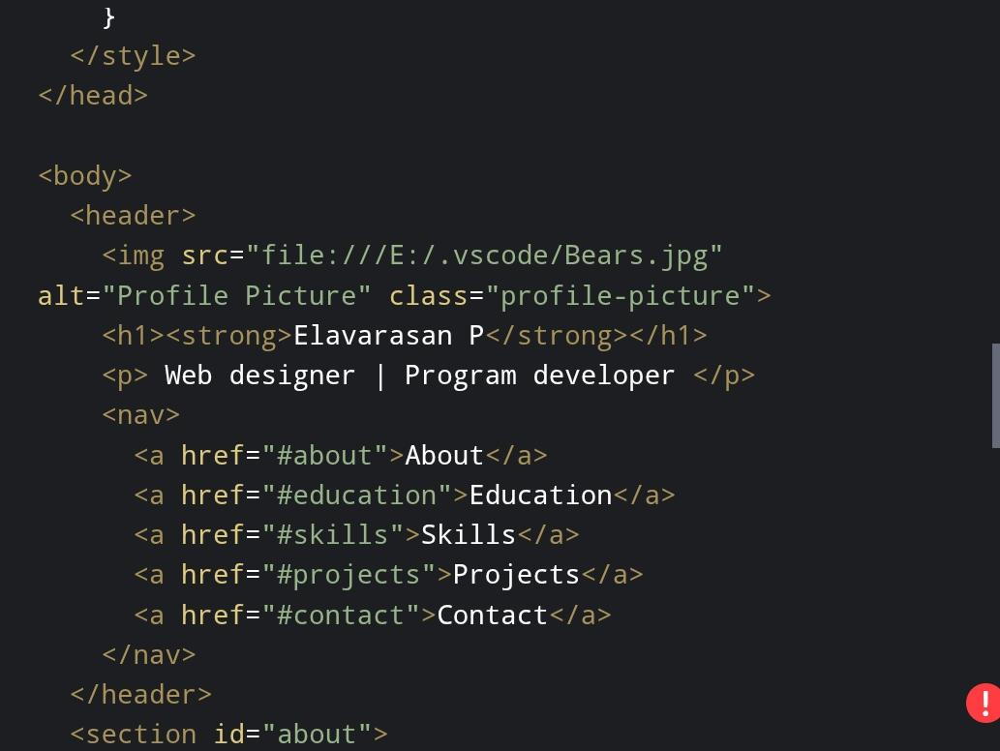 }
</style>
</head>
<body>
<header>
<img src="file:///E:/.vscode/Bears.jpg"
alt="Profile Picture" class="profile-picture">
<h1><strong>Elavarasan P</strong></h1>
<p> Web designer | Program developer </p>
<nav>
<a href="#about">About</a>
<a href="#education">Education</a>
<a href="#skills">Skills</a>
<a href="#projects">Projects</a>
<a href="#contact">Contact</a>
</nav>
</header>
!
<section id="about">